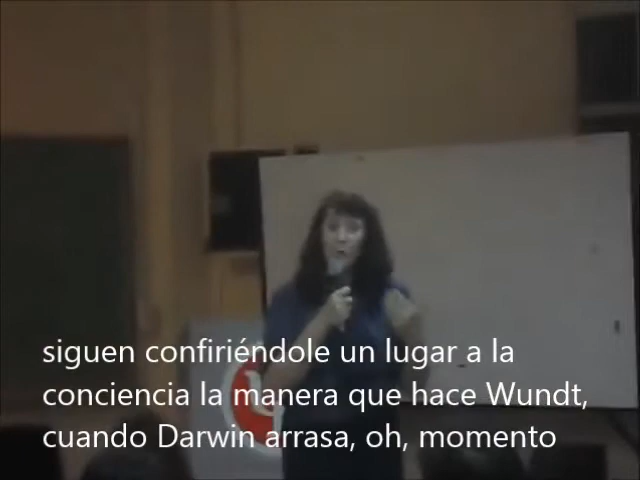 siguen confiriéndole un lugar a la
conciencia la manera que hace Wundt,
cuando Darwin arrasa, oh, momento